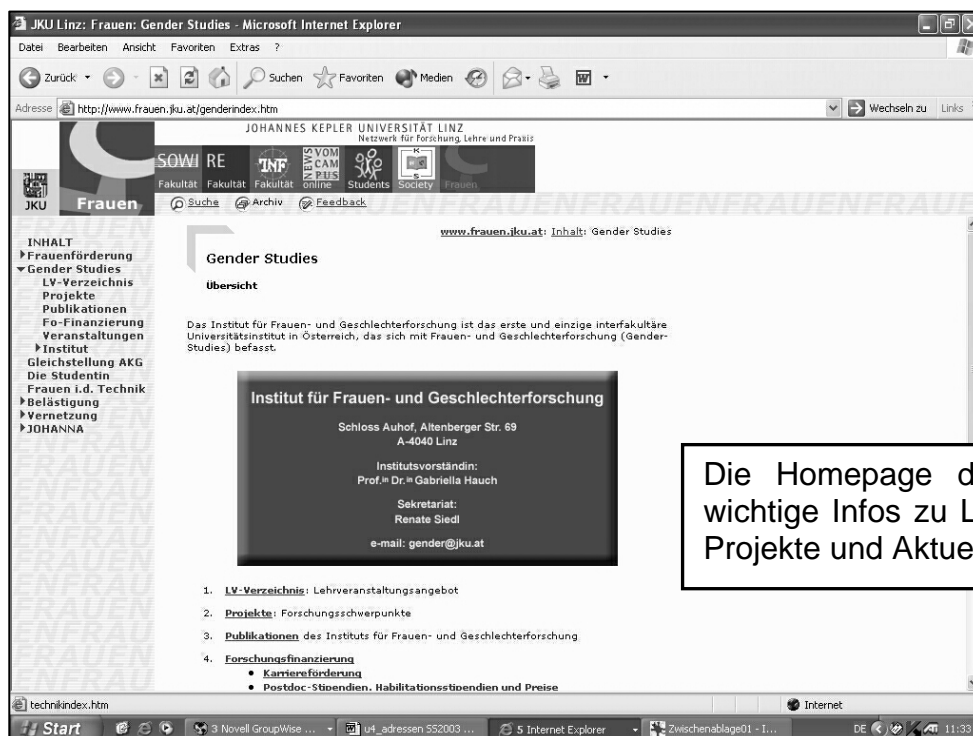 JKU Linz: Frauen: Gender Studies - Microsoft Internet Explorer
Datei Bearbeiten Ansicht Favoriten Extras ?
Zurück Suchen Favoriten Medien
Adresse http://www.frauen.jku.at/genderindex.htm Wechseln zu Links
JOHANNES KEPLER UNIVERSITÄT LINZ
Netzwerk für Forschung, Lehre und Praxis
SOWI RE TNF NEWS VOM CAMPUS K S
Fakultät Fakultät Fakultät online Students Society Frauen
JKU Frauen
Suche Archiv Feedback
www.frauen.jku.at: Inhalt: Gender Studies
INHALT
Frauenförderung
Gender Studies
LV-Verzeichnis
Projekte
Publikationen
Fo-Finanzierung
Veranstaltungen
Institut
Gleichstellung AKG
Die Studentin
Frauen i.d. Technik
Belästigung
Vernetzung
JOHANNA
Gender Studies
Übersicht
Das Institut für Frauen- und Geschlechterforschung ist das erste und einzige interfakultäre
Universitätsinstitut in Österreich, das sich mit Frauen- und Geschlechterforschung (Gender-
Studies) befasst.
Institut für Frauen- und Geschlechterforschung
Schloss Auhof, Altenberger Str. 69
A-4040 Linz
Institutsvorständin:
Prof.in Dr.in Gabriella Hauch
Sekretariat:
Renate Siedl
e-mail: gender@jku.at
Die Homepage d
wichtige Infos zu L
Projekte und Aktue
1. LV-Verzeichnis: Lehrveranstaltungsangebot
2. Projekte: Forschungsschwerpunkte
3. Publikationen des Instituts für Frauen- und Geschlechterforschung
4. Forschungsfinanzierung
• Karriereförderung
• Postdoc-Stipendien, Habilitationsstipendien und Preise
technikindex.htm Internet
Start 3 Novell GroupWise ... u4_adressen SS2003 ... 5 Internet Explorer Zwischenablage01 - I... DE 11:33